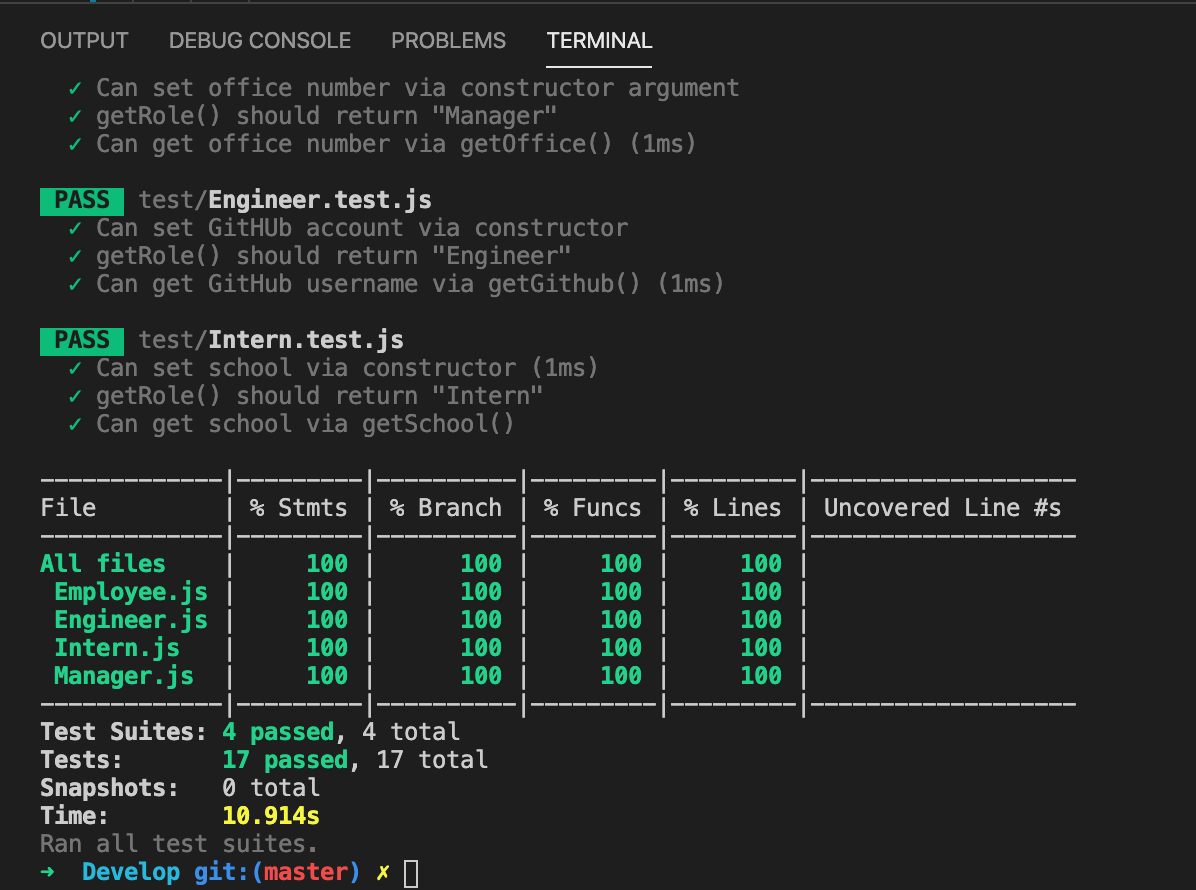 OUTPUT DEBUG CONSOLE PROBLEMS TERMINAL
✓ Can set office number via constructor argument
✓ getRole() should return "Manager"
✓ Can get office number via getOffice() (1ms)
PASS test/Engineer.test.js
✓ Can set GitHUb account via constructor
✓ getRole() should return "Engineer"
✓ Can get GitHub username via getGithub() (1ms)
PASS test/Intern.test.js
✓ Can set school via constructor (1ms)
✓ getRole() should return "Intern"
✓ Can get school via getSchool()
File | % Stmts | % Branch | % Funcs | % Lines | Uncovered Line #s
All files | 100 | 100 | 100 | 100 |
Employee.js | 100 | 100 | 100 | 100 |
Engineer.js | 100 | 100 | 100 | 100 |
Intern.js | 100 | 100 | 100 | 100 |
Manager.js | 100 | 100 | 100 | 100 |
Test Suites: 4 passed, 4 total
Tests: 17 passed, 17 total
Snapshots: 0 total
Time: 10.914s
Ran all test suites.
➜ Develop git:(master) ✗